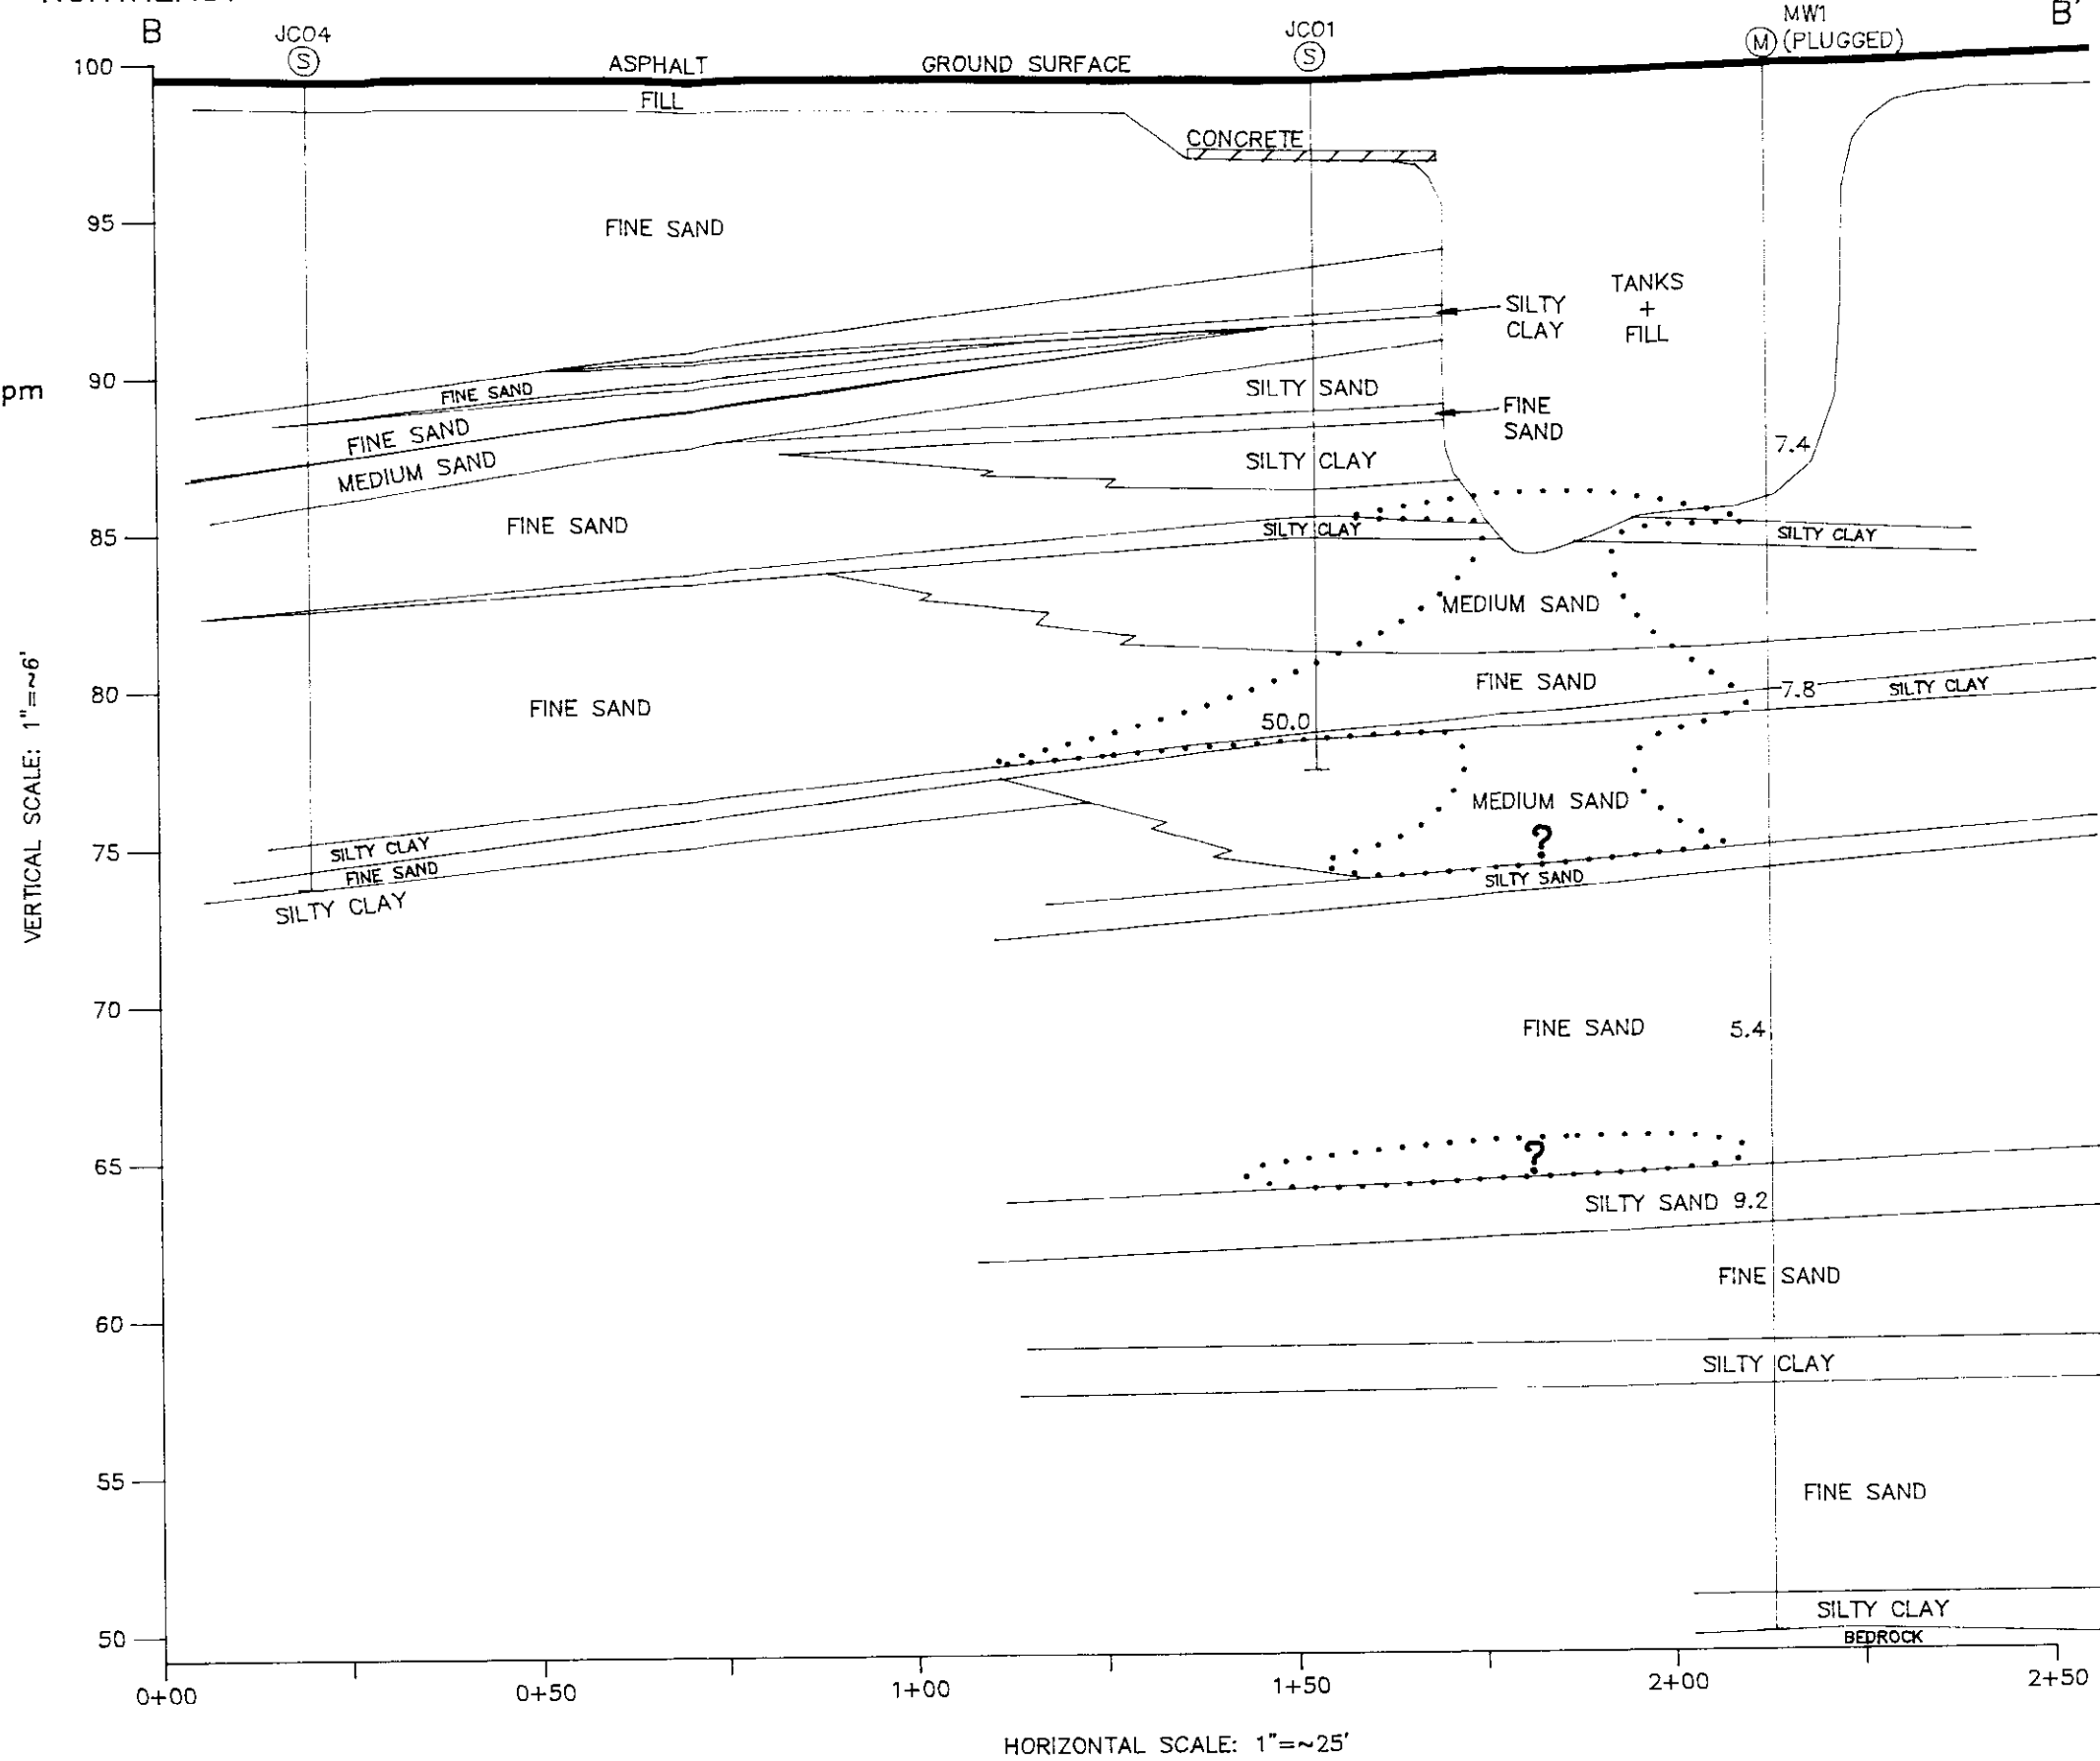 B
B'
JCO4
S
ASPHALT
GROUND SURFACE
JCO1
S
MW1
M (PLUGGED)
100
FILL
CONCRETE
95
FINE SAND
TANKS
+
FILL
SILTY
CLAY
90
pm
FINE SAND
SILTY SAND
FINE
SAND
FINE SAND
7.4
MEDIUM SAND
SILTY CLAY
85
FINE SAND
SILTY CLAY
SILTY CLAY
MEDIUM SAND
80
FINE SAND
FINE SAND
7.8
SILTY CLAY
50.0
VERTICAL SCALE: 1"=~6'
MEDIUM SAND
?
75
SILTY CLAY
FINE SAND
SILTY SAND
SILTY CLAY
70
FINE SAND
5.4
65
?
SILTY SAND 9.2
FINE SAND
60
SILTY CLAY
55
FINE SAND
50
SILTY CLAY
BEDROCK
0+00
0+50
1+00
1+50
2+00
2+50
HORIZONTAL SCALE: 1"=~25'